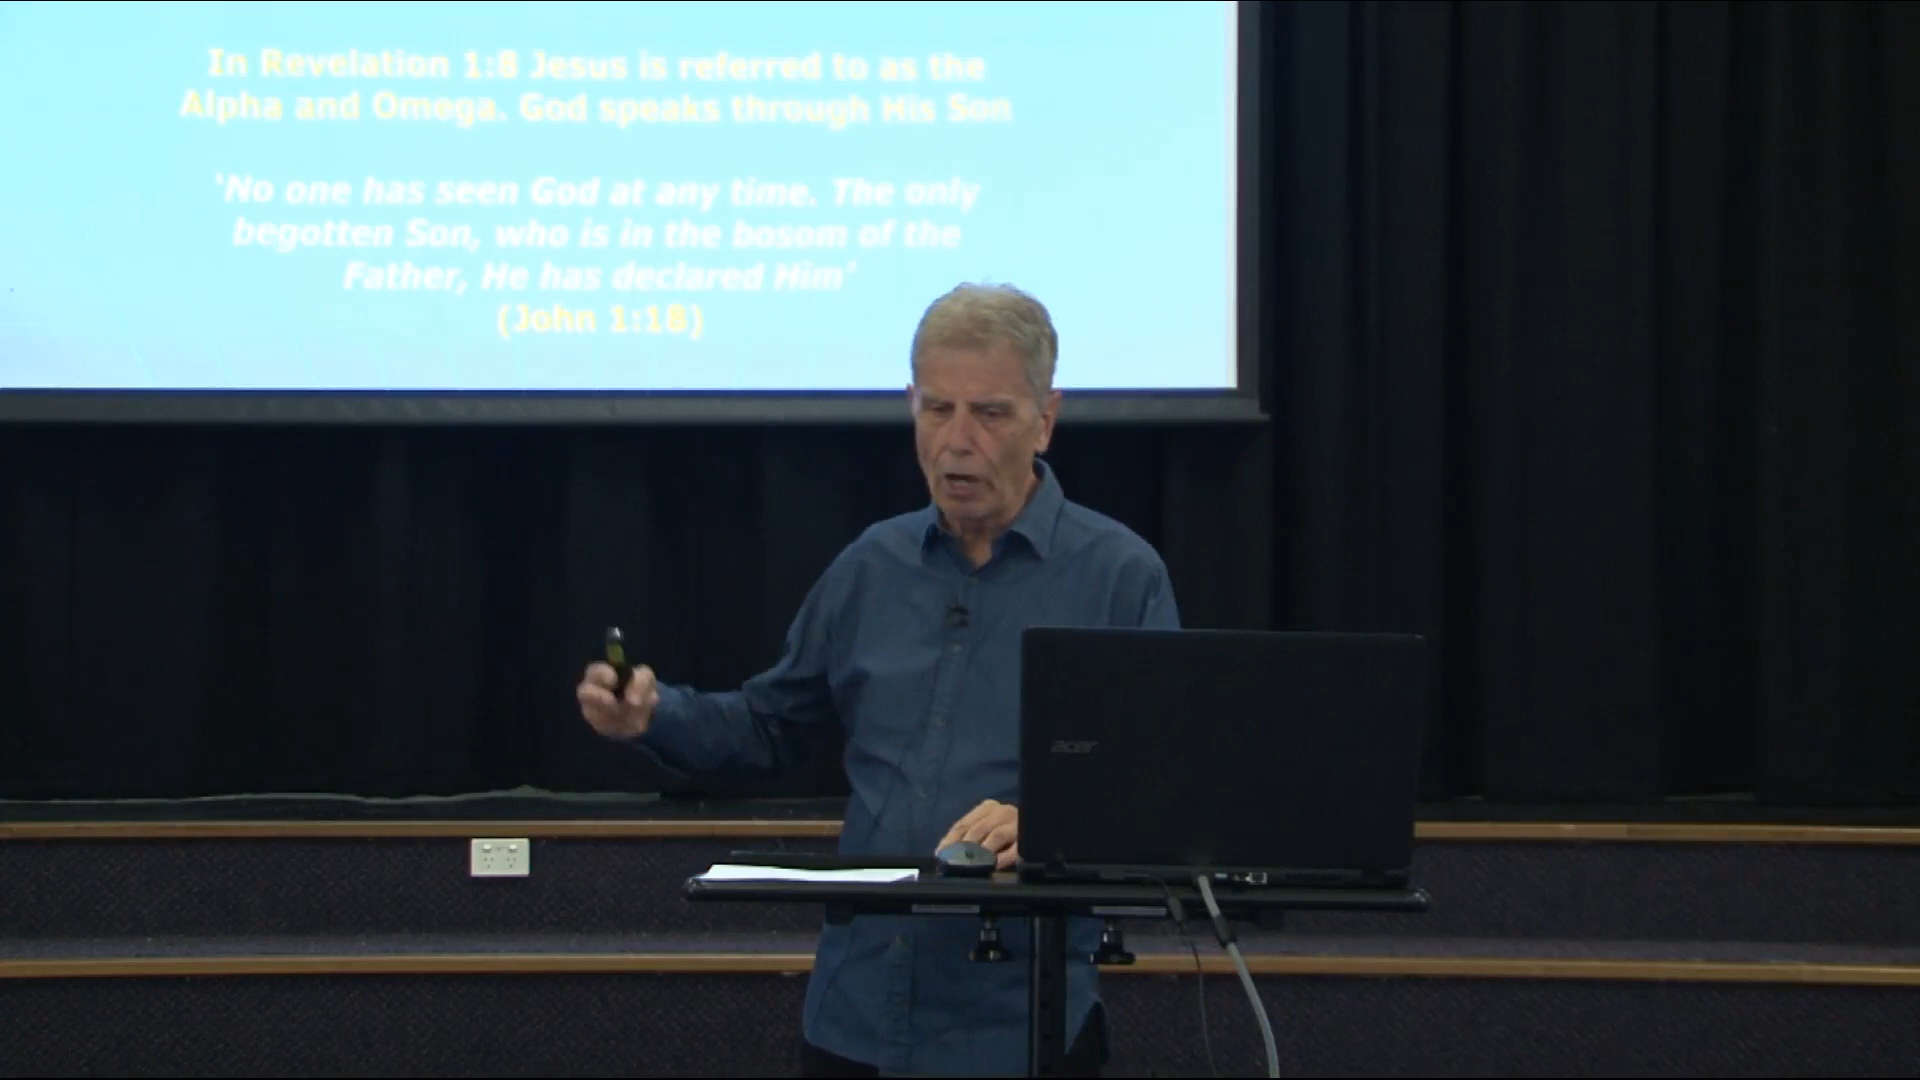 In Revelation 1:8 Jesus is referred to as the
Alpha and Omega. God speaks through His Son
‘No one has seen God at any time. The only
begotten Son, who is in the bosom of the
Father, He has declared Him’
(John 1:18)
acer